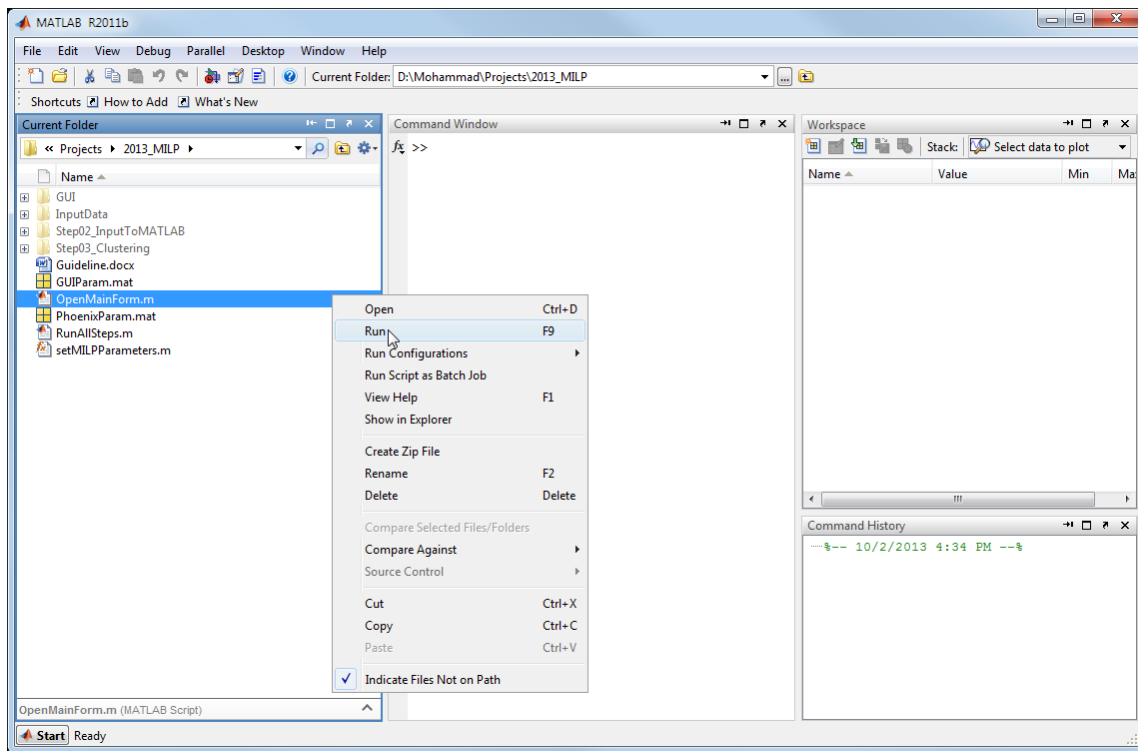 MATLAB R2011b
File Edit View Debug Parallel Desktop Window Help
Current Folder: D:\Mohammad\Projects\2013_MILP
Shortcuts How to Add What's New
Current Folder
« Projects 2013_MILP
Name
GUI
InputData
Step02_InputToMATLAB
Step03_Clustering
Guideline.docx
GUIParam.mat
OpenMainForm.m
PhoenixParam.mat
RunAllSteps.m
setMILPParameters.m
OpenMainForm.m (MATLAB Script)
Open Ctrl+D
Run F9
Run Configurations
Run Script as Batch Job
View Help F1
Show in Explorer
Create Zip File
Rename F2
Delete Delete
Compare Selected Files/Folders
Compare Against
Source Control
Cut Ctrl+X
Copy Ctrl+C
Paste Ctrl+V
Indicate Files Not on Path
Command Window
fx >>
Workspace
Stack: Select data to plot
Name Value Min Ma
Command History
%-- 10/2/2013 4:34 PM --%
Start Ready